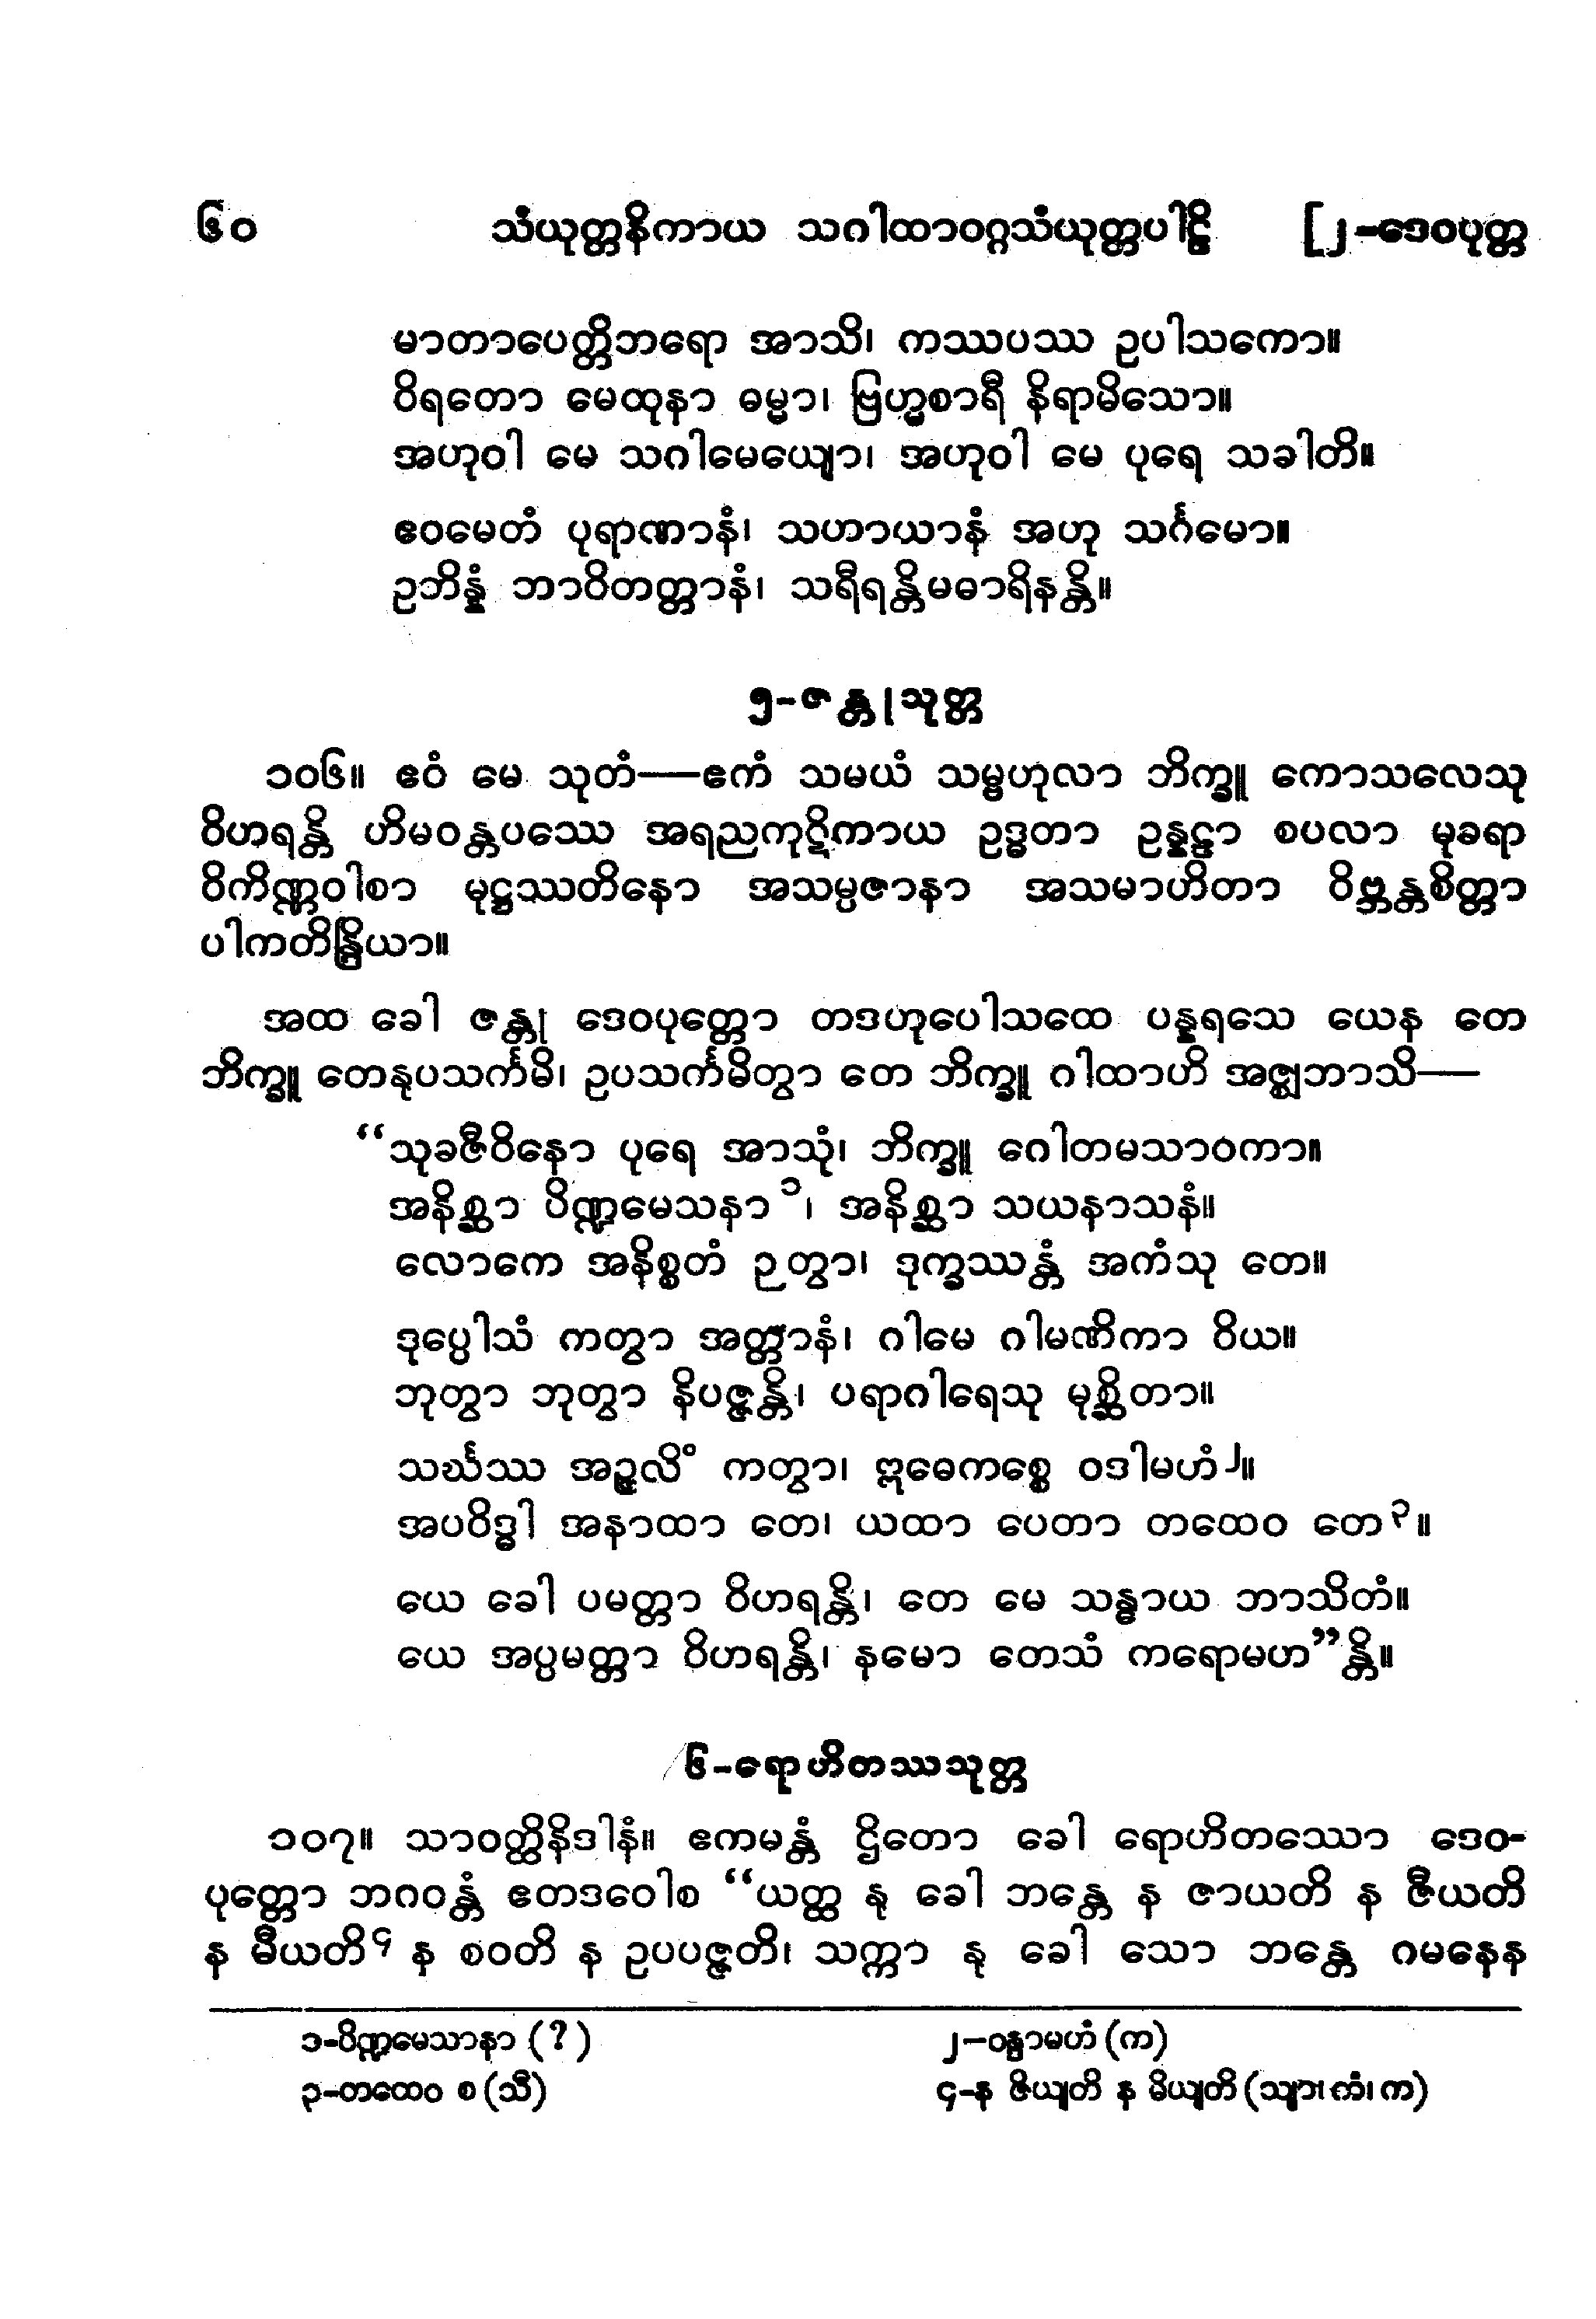 ၆၀ သံယုတ္တနိကာယ သဂါထာဝဂ္ဂသံယုတ္တပါဠိ [၂-ဒေဝပုတ္တ
မာတာပေတ္တိဘရော အာသိ၊ ကဿပဿ ဥပါသကော။
ဝိရတော မေထုနာ ဓမ္မာ၊ ဗြဟ္မစာရီ နိရာမိသော။
အဟုဝါ မေ သဂါမေယျော၊ အဟုဝါ မေ ပုရေ သခါတိ။
ဧဝမေတံ ပုရာဏာနံ၊ သဟာယာနံ အဟု သင်္ဂမော။
ဥဘိန္နံ ဘာဝိတတ္တာနံ၊ သရီရန္တိမဓာရိနန္တိ။
၅-ဇန္တုသုတ္တ
၁၀၆။ ဧဝံ မေ သုတံ—ဧကံ သမယံ သမ္ဗဟုလာ ဘိက္ခူ ကောသလေသု
ဝိဟရန္တိ ဟိမဝန္တပဿေ အရညကုဋိကာယ ဥဒ္ဓတာ ဥန္နဠာ စပလာ မုခရာ
ဝိကိဏ္ဏဝါစာ မုဋ္ဌဿတိနော အသမ္ပဇာနာ အသမာဟိတာ ဝိဗ္ဘန္တစိတ္တာ
ပါကတိန္ဒြိယာ။
အထ ခေါ ဇန္တု ဒေဝပုတ္တော တဒဟုပေါသထေ ပန္နရသေ ယေန တေ
ဘိက္ခူ တေနုပသင်္ကမိ၊ ဥပသင်္ကမိတွာ တေ ဘိက္ခူ ဂါထာဟိ အဇ္ဈဘာသိ—
“သုခဇီဝိနော ပုရေ အာသုံ၊ ဘိက္ခူ ဂေါတမသာဝကာ။
အနိစ္ဆာ ပိဏ္ဍမေသနာ၁၊ အနိစ္ဆာ သယနာသနံ။
လောကေ အနိစ္စတံ ဉတွာ၊ ဒုက္ခဿန္တံ အကံသု တေ။
ဒုပ္ပေါသံ ကတွာ အတ္တာနံ၊ ဂါမေ ဂါမဏိကာ ဝိယ။
ဘုတွာ ဘုတွာ နိပဇ္ဇန္တိ၊ ပရာဂါရေသု မုစ္ဆိတာ။
သင်္ဃဿ အဉ္ဇလိံ ကတွာ၊ ဣဓေကစ္စေ ဝဒါမဟံ၂။
အပဝိဒ္ဓါ အနာထာ တေ၊ ယထာ ပေတာ တထေဝ တေ၃။
ယေ ခေါ ပမတ္တာ ဝိဟရန္တိ၊ တေ မေ သန္ဓာယ ဘာသိတံ။
ယေ အပ္ပမတ္တာ ဝိဟရန္တိ၊ နမော တေသံ ကရောမဟ”န္တိ။
၆-ရောဟိတဿသုတ္တ
၁၀၇။ သာဝတ္ထိနိဒါနံ။ ဧကမန္တံ ဌိတော ခေါ ရောဟိတဿော ဒေဝ-
ပုတ္တော ဘဂဝန္တံ ဧတဒဝေါစ “ယတ္ထ နု ခေါ ဘန္တေ န ဇာယတိ န ဇီယတိ
န မီယတိ၄ န စဝတိ န ဥပပဇ္ဇတိ၊ သက္ကာ နု ခေါ သော ဘန္တေ ဂမနေန
၁-ပိဏ္ဍမေသာနာ (?) ၂-ဝန္ဒာမဟံ (က)
၃-တထေဝ စ (သီ) ၄-န ဇိယျတိ န မိယျတိ (သျာ၊ကံ၊က)